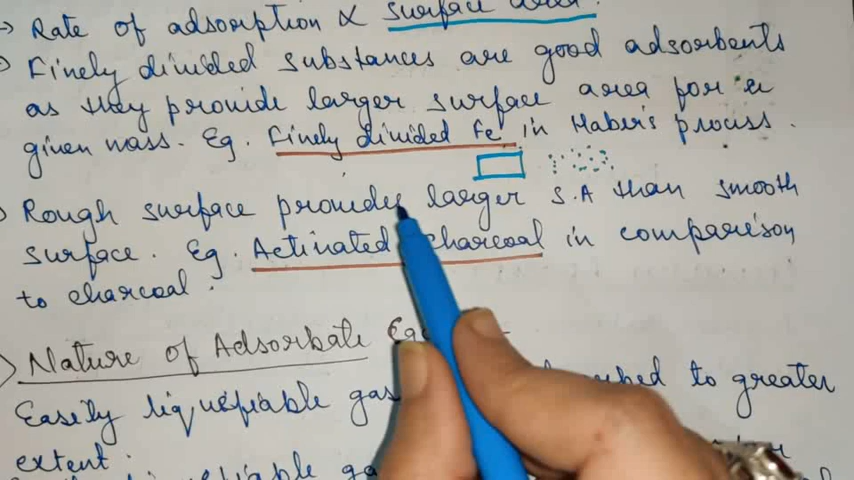 → Rate of adsorption ∝ surface area.
Finely divided substances are good adsorbents
as they provide larger surface area for a
given mass. Eg. Finely divided Fe in Haber's process.
Rough surface provides larger S.A than smooth
surface. Eg. Activated charcoal in comparison
to charcoal.
Nature of Adsorbate
Easily liquefiable gas to greater
extent.